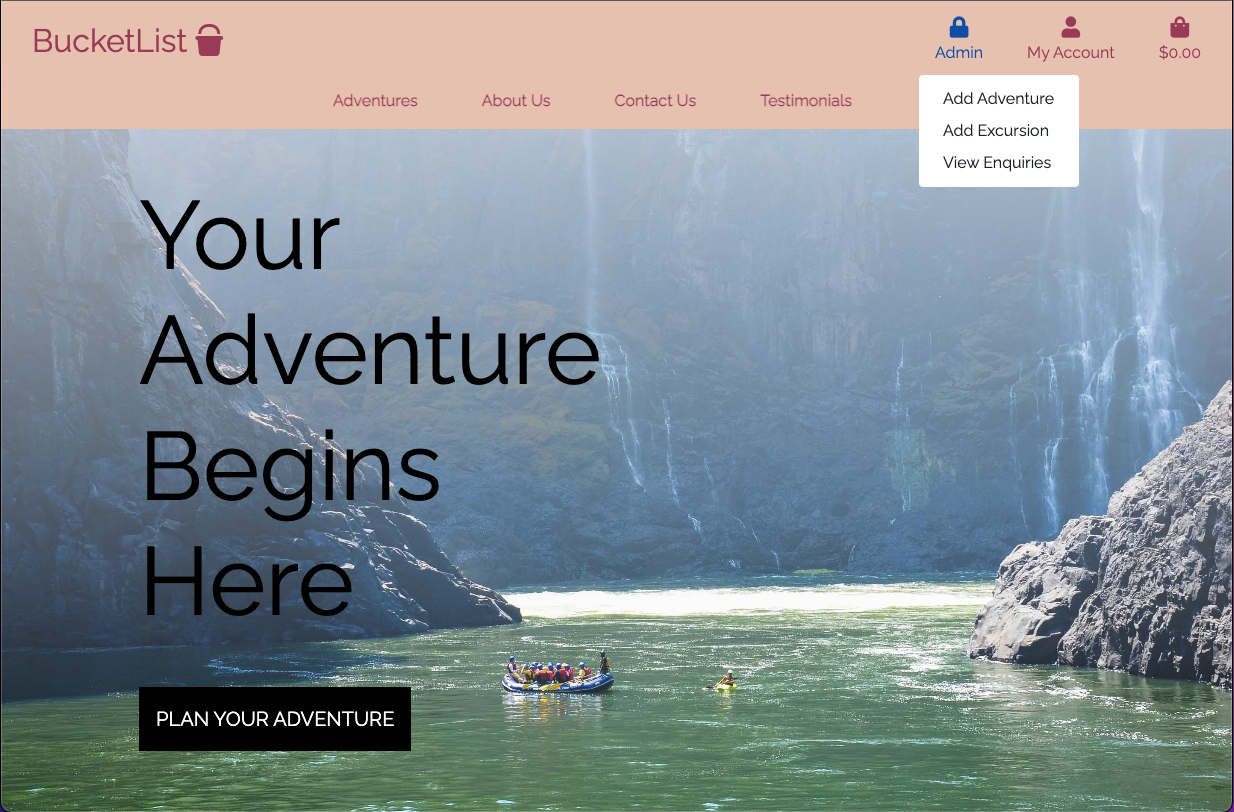 BucketList
Admin
My Account
$0.00
Adventures
About Us
Contact Us
Testimonials
Add Adventure
Add Excursion
View Enquiries
Your
Adventure
Begins
Here
PLAN YOUR ADVENTURE